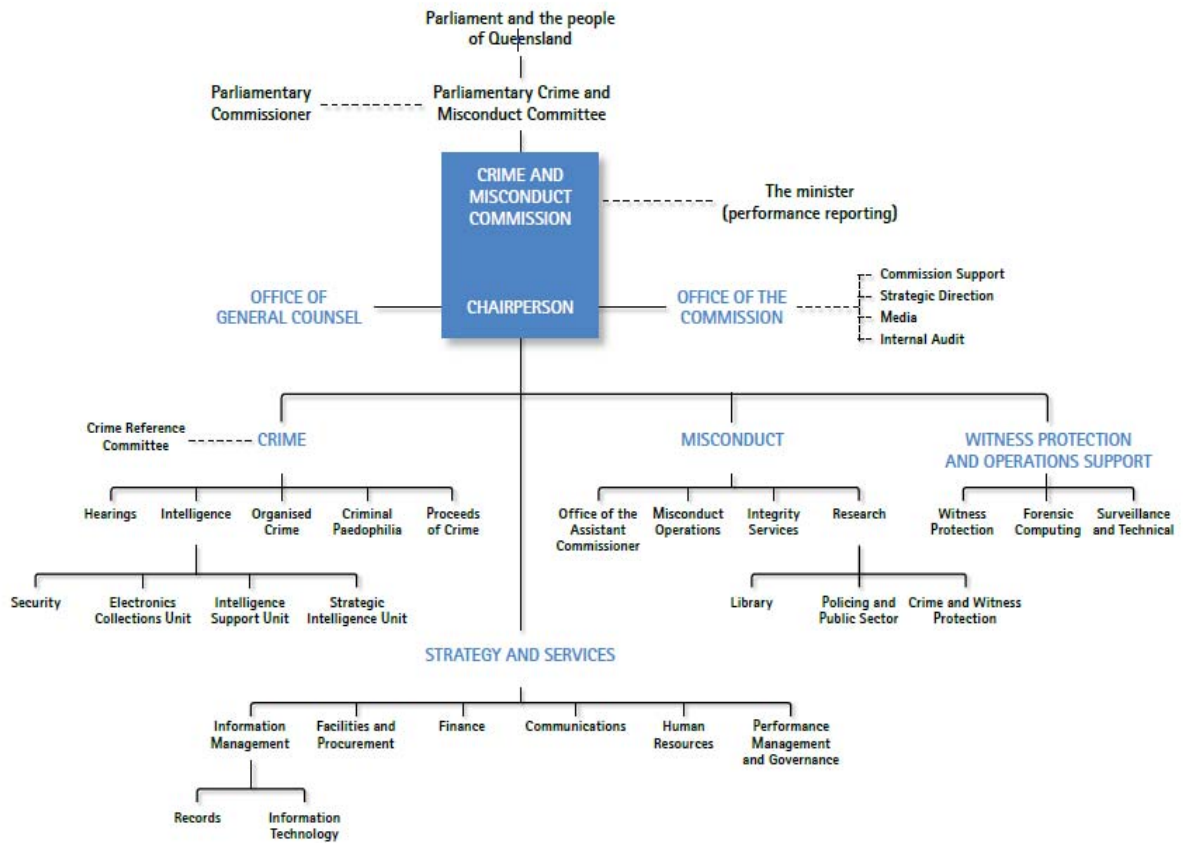 Parliament and the people
of Queensland
Parliamentary
Commissioner
Parliamentary Crime and
Misconduct Committee
CRIME AND
MISCONDUCT
COMMISSION
The minister
(performance reporting)
OFFICE OF
GENERAL COUNSEL
CHAIRPERSON
OFFICE OF THE
COMMISSION
Commission Support
Strategic Direction
Media
Internal Audit
Crime Reference
Committee
CRIME
MISCONDUCT
WITNESS PROTECTION
AND OPERATIONS SUPPORT
Hearings
Intelligence
Organised
Crime
Criminal
Paedophilia
Proceeds
of Crime
Office of the
Assistant
Commissioner
Misconduct
Operations
Integrity
Services
Research
Witness
Protection
Forensic
Computing
Surveillance
and Technical
Security
Electronics
Collections Unit
Intelligence
Support Unit
Strategic
Intelligence Unit
Library
Policing and
Public Sector
Crime and Witness
Protection
STRATEGY AND SERVICES
Information
Management
Facilities and
Procurement
Finance
Communications
Human
Resources
Performance
Management
and Governance
Records
Information
Technology